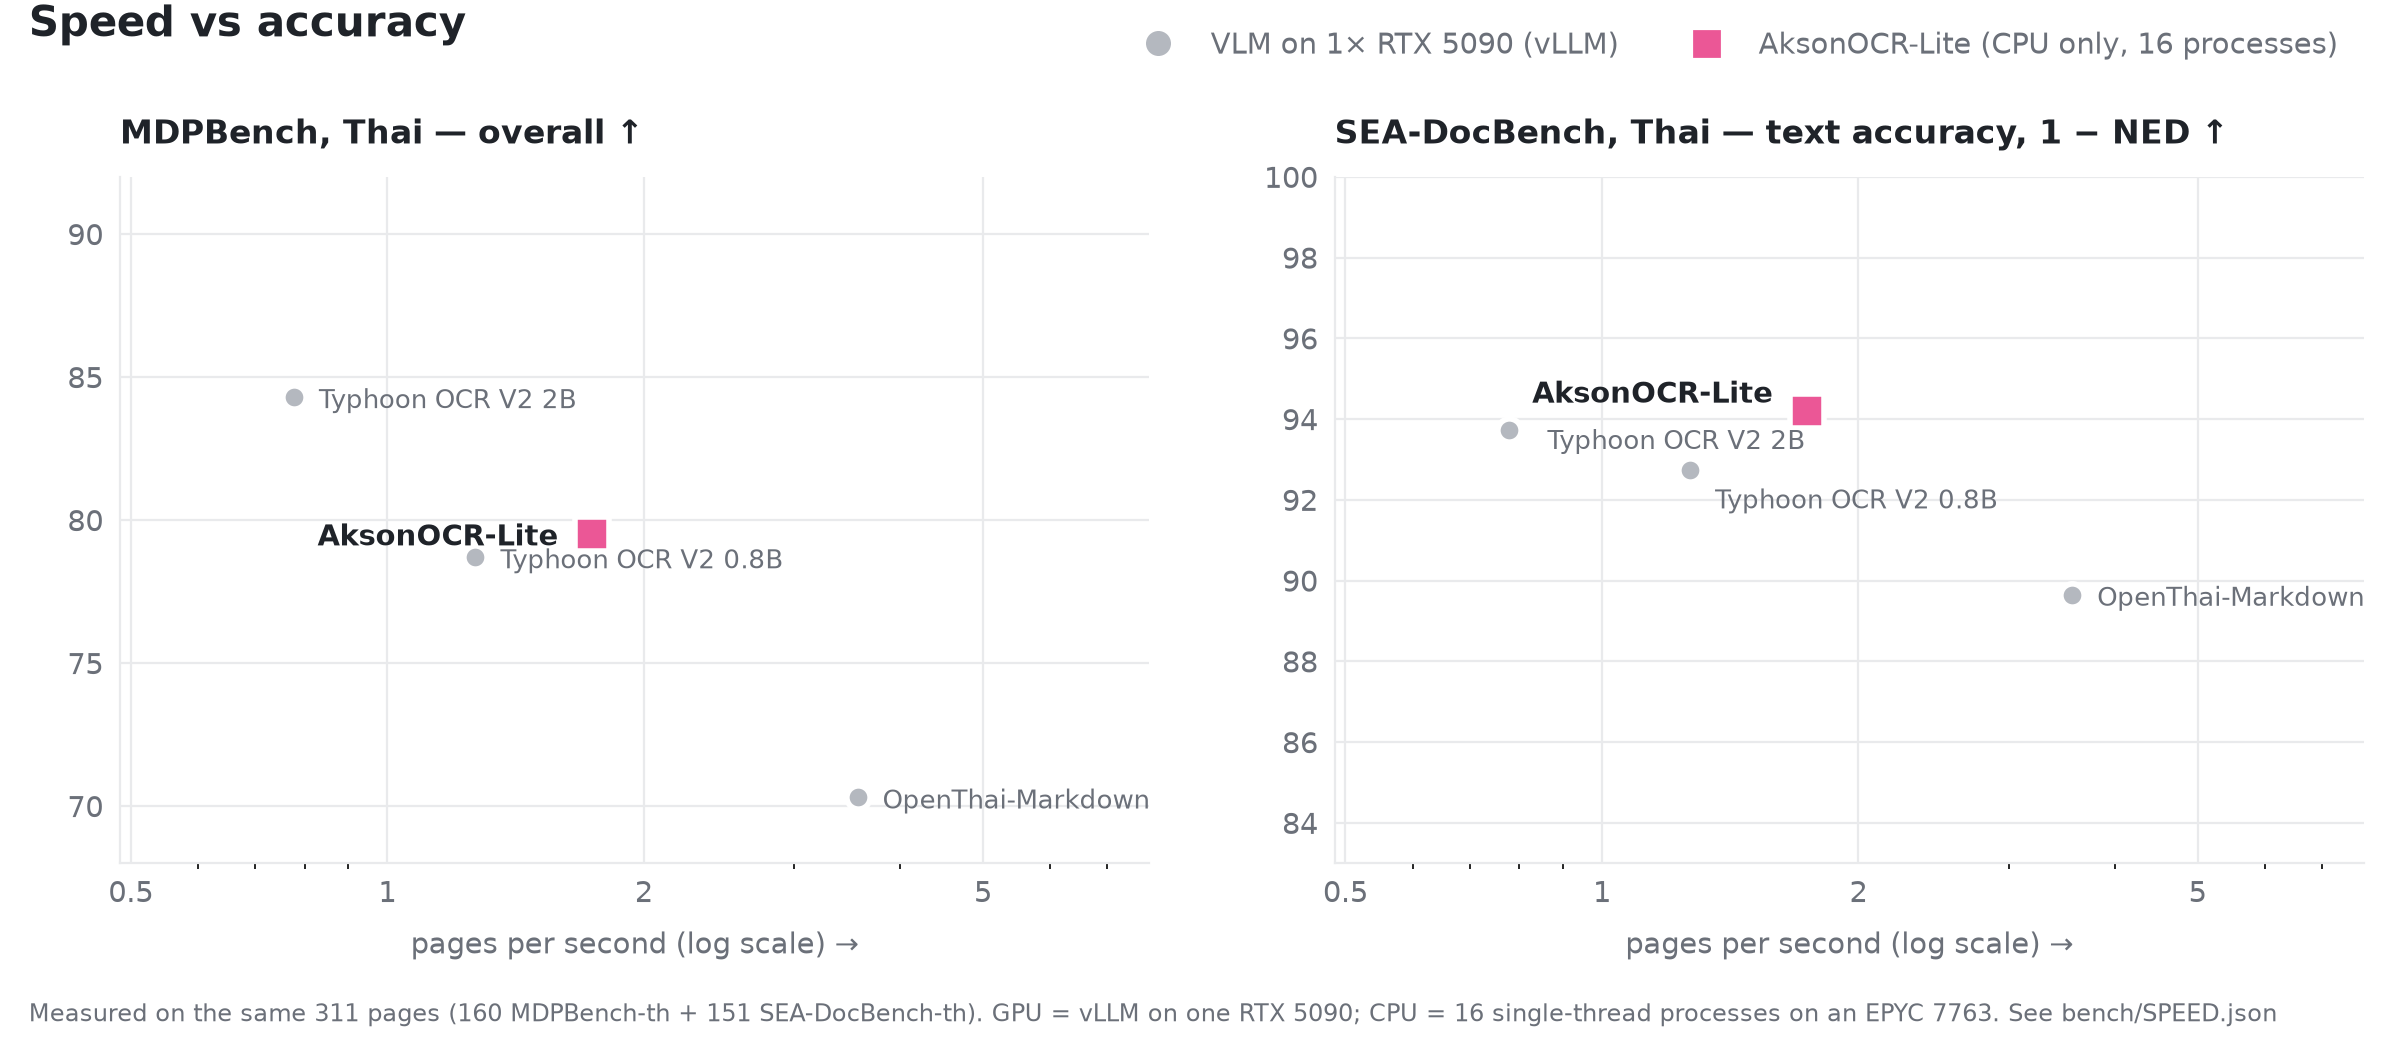 Speed vs accuracy
VLM on 1× RTX 5090 (vLLM)
AksonOCR-Lite (CPU only, 16 processes)
MDPBench, Thai — overall ↑
90
85
80
75
70
Typhoon OCR V2 2B
AksonOCR-Lite
Typhoon OCR V2 0.8B
OpenThai-Markdown
0.5 1 2 5
pages per second (log scale) →
SEA-DocBench, Thai — text accuracy, 1 − NED ↑
100
98
96
94
92
90
88
86
84
AksonOCR-Lite
Typhoon OCR V2 2B
Typhoon OCR V2 0.8B
OpenThai-Markdown
0.5 1 2 5
pages per second (log scale) →
Measured on the same 311 pages (160 MDPBench-th + 151 SEA-DocBench-th). GPU = vLLM on one RTX 5090; CPU = 16 single-thread processes on an EPYC 7763. See bench/SPEED.json